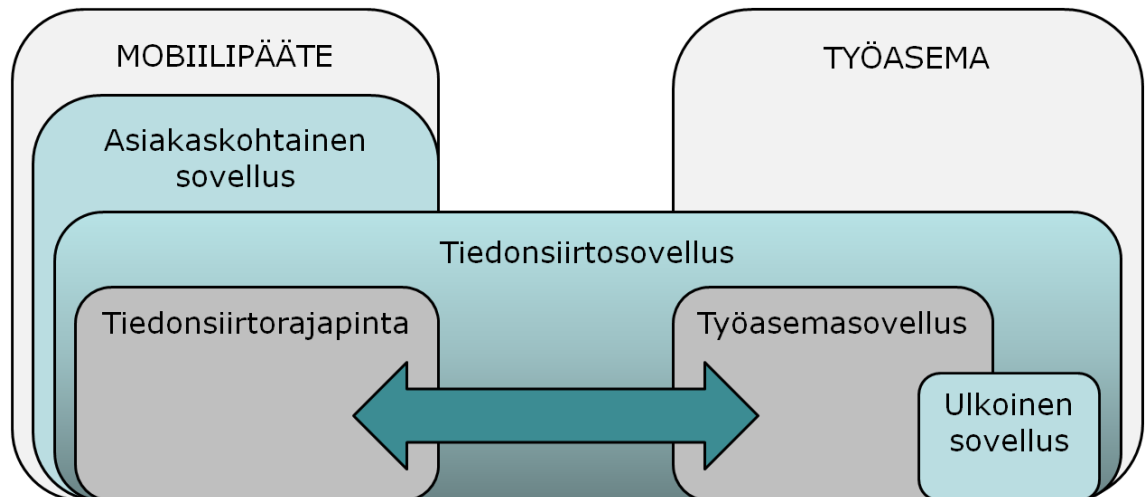 MOBIILIPÄÄTE
TYÖASEMA
Asiakaskohtainen
sovellus
Tiedonsiirtosovellus
Tiedonsiirtorajapinta
Työasemasovellus
Ulkoinen
sovellus